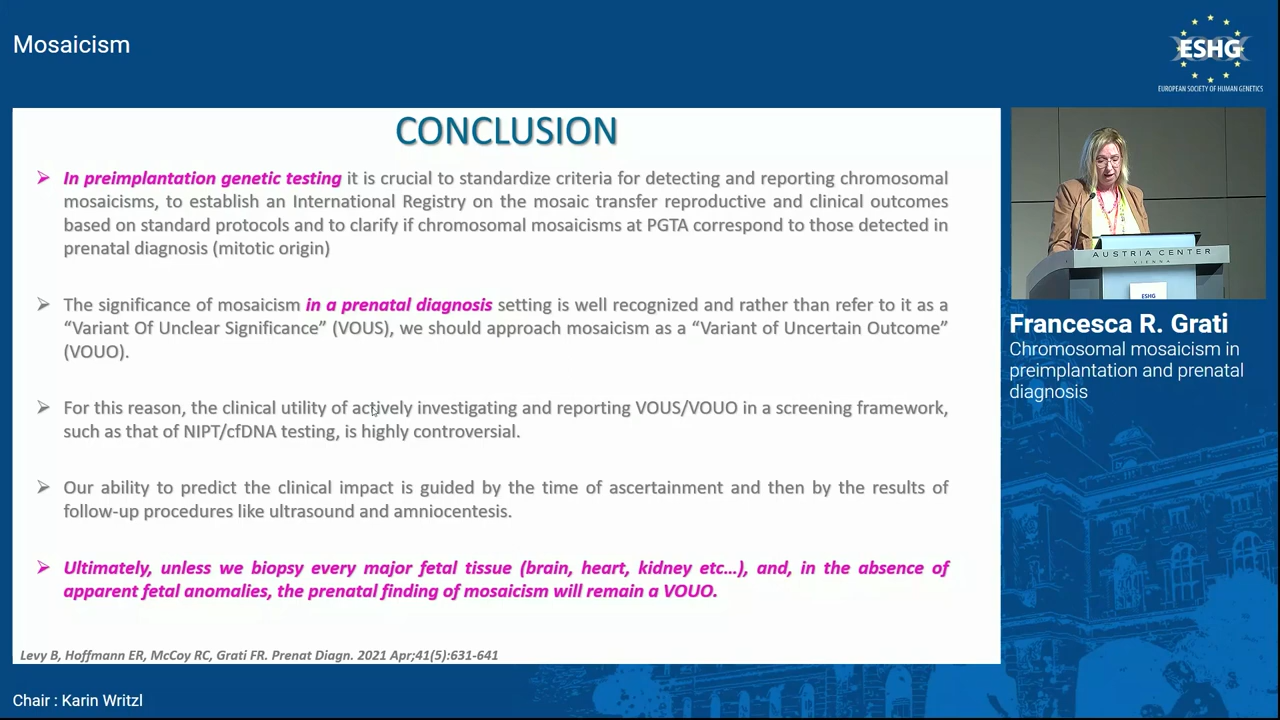 Mosaicism
ESHG
EUROPEAN SOCIETY OF HUMAN GENETICS
CONCLUSION
➢ In preimplantation genetic testing it is crucial to standardize criteria for detecting and reporting chromosomal
mosaicisms, to establish an International Registry on the mosaic transfer reproductive and clinical outcomes
based on standard protocols and to clarify if chromosomal mosaicisms at PGTA correspond to those detected in
prenatal diagnosis (mitotic origin)
➢ The significance of mosaicism in a prenatal diagnosis setting is well recognized and rather than refer to it as a
“Variant Of Unclear Significance” (VOUS), we should approach mosaicism as a “Variant of Uncertain Outcome”
(VOUO).
➢ For this reason, the clinical utility of actively investigating and reporting VOUS/VOUO in a screening framework,
such as that of NIPT/cfDNA testing, is highly controversial.
➢ Our ability to predict the clinical impact is guided by the time of ascertainment and then by the results of
follow-up procedures like ultrasound and amniocentesis.
➢ Ultimately, unless we biopsy every major fetal tissue (brain, heart, kidney etc…), and, in the absence of
apparent fetal anomalies, the prenatal finding of mosaicism will remain a VOUO.
Levy B, Hoffmann ER, McCoy RC, Grati FR. Prenat Diagn. 2021 Apr;41(5):631-641
AUSTRIA CENTER
VIENNA
ESHG
Francesca R. Grati
Chromosomal mosaicism in
preimplantation and prenatal
diagnosis
Chair : Karin Writzl